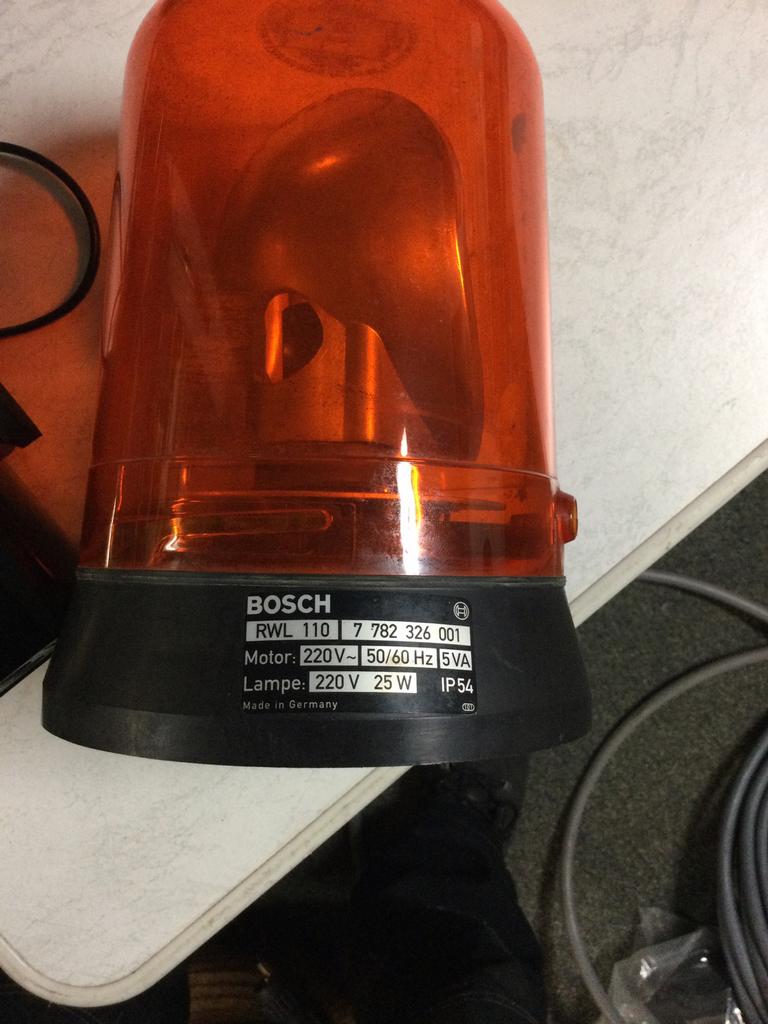 BOSCH
RWL 110 7 782 326 001
Motor: 220V~ 50/60 Hz 5VA
Lampe: 220 V 25 W IP54
Made in Germany